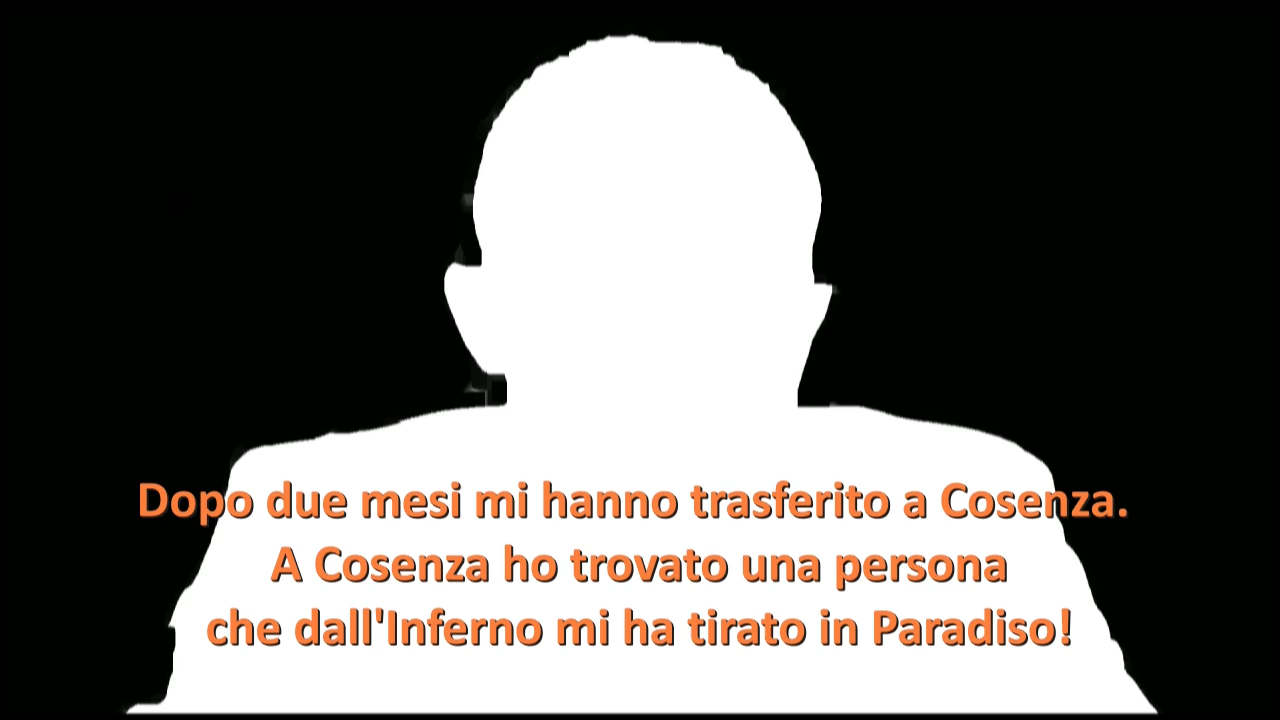 Dopo due mesi mi hanno trasferito a Cosenza.
A Cosenza ho trovato una persona
che dall'Inferno mi ha tirato in Paradiso!